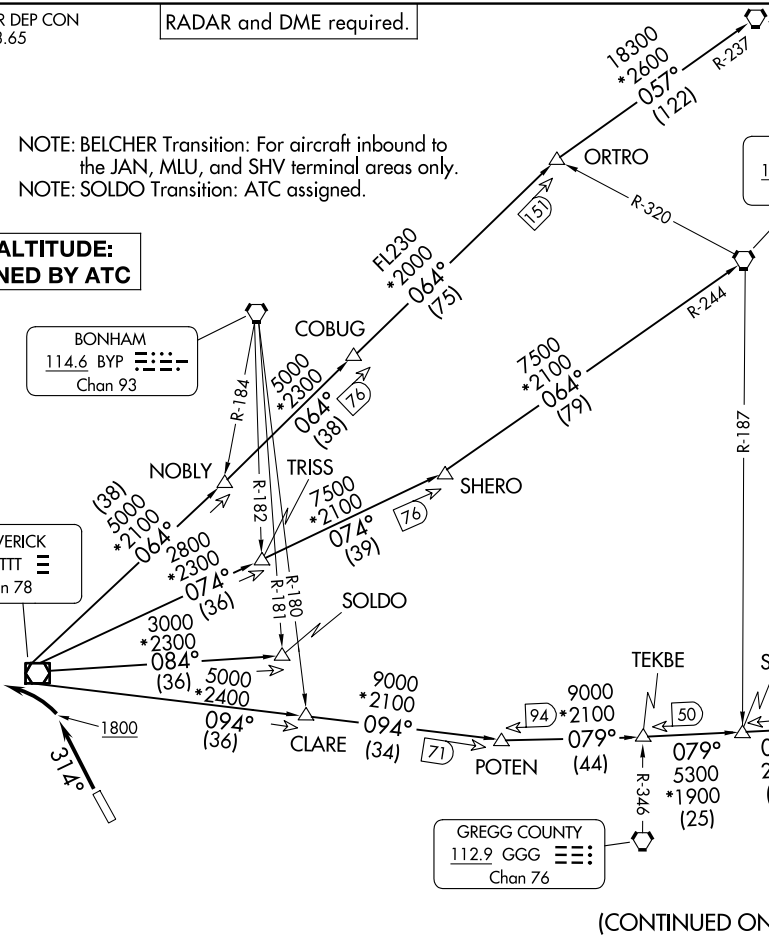 R DEP CON
3.65
RADAR and DME required.
NOTE: BELCHER Transition: For aircraft inbound to
the JAN, MLU, and SHV terminal areas only.
NOTE: SOLDO Transition: ATC assigned.
ALTITUDE:
NED BY ATC
18300
*2600
057°
(122)
R-237
ORTRO
151
R-320
1
FL230
*2000
064°
(75)
R-244
COBUG
BONHAM
114.6 BYP
Chan 93
5000
*2300
064°
(38)
76
7500
*2100
064°
(79)
R-184
R-187
NOBLY
TRISS
R-182
SHERO
7500
*2100
074°
(39)
76
(38)
5000
*2100
064°
VERICK
TTT
n 78
2800
*2300
074°
(36)
R-181
R-180
SOLDO
3000
*2300
084°
(36)
5000
*2400
094°
(36)
CLARE
9000
*2100
094°
(34)
71
POTEN
94
9000
*2100
079°
(44)
TEKBE
50
S
079°
5300
*1900
(25)
0
2
(
1800
314°
R-346
GREGG COUNTY
112.9 GGG
Chan 76
(CONTINUED ON